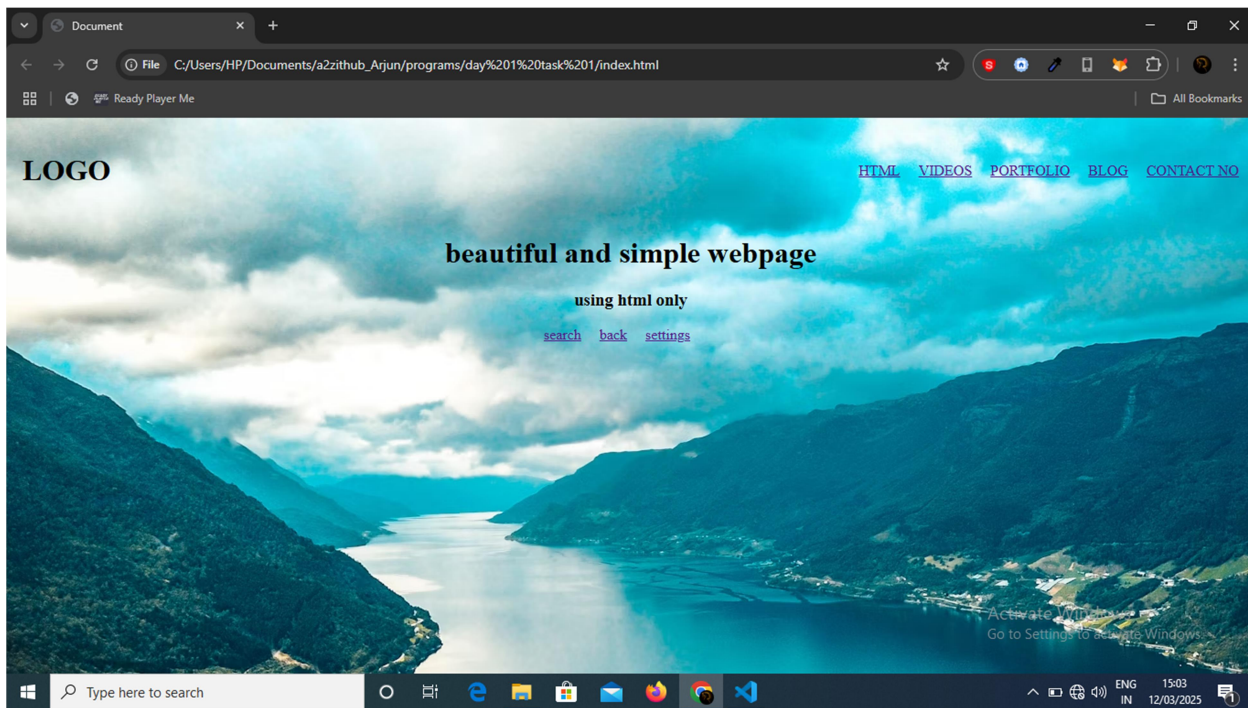 Document
File C:/Users/HP/Documents/a2zithub_Arjun/programs/day%201%20task%201/index.html
S
Ready Player Me
All Bookmarks
LOGO
HTML VIDEOS PORTFOLIO BLOG CONTACT NO
beautiful and simple webpage
using html only
search back settings
Activate Windows
Go to Settings to activate Windows.
Type here to search
ENG
IN
15:03
12/03/2025
1